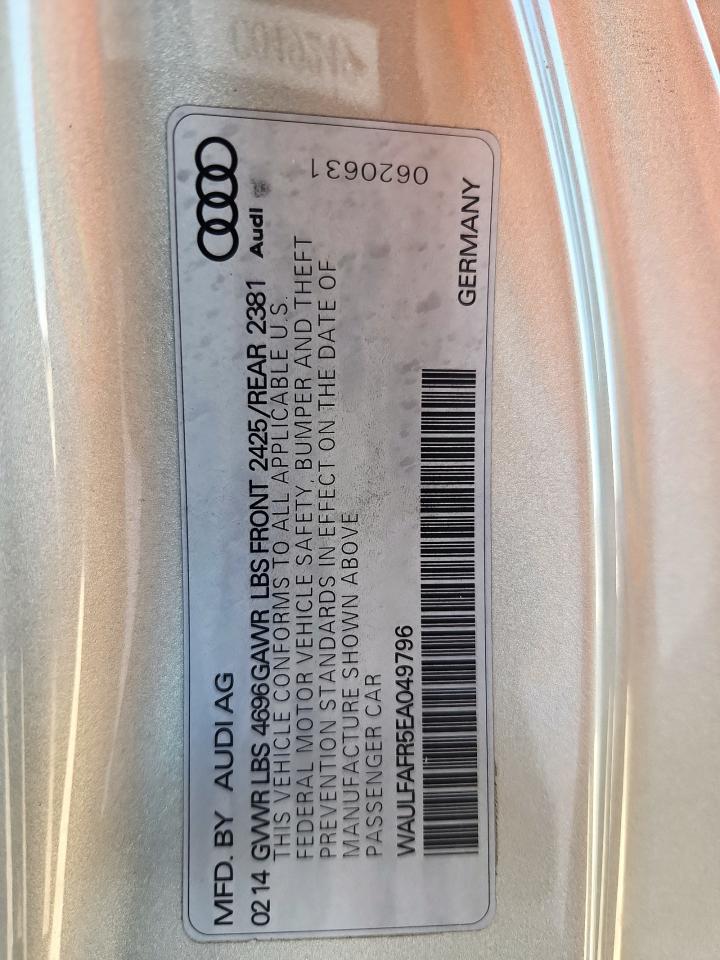 MFD. BY AUDI AG
0214 GVWR LBS 4696 GAWR LBS FRONT 2425/REAR 2381
THIS VEHICLE CONFORMS TO ALL APPLICABLE U.S.
FEDERAL MOTOR VEHICLE SAFETY, BUMPER AND THEFT
PREVENTION STANDARDS IN EFFECT ON THE DATE OF
MANUFACTURE SHOWN ABOVE
PASSENGER CAR
WAULFAFR5EA049796
Audi
0620631
GERMANY